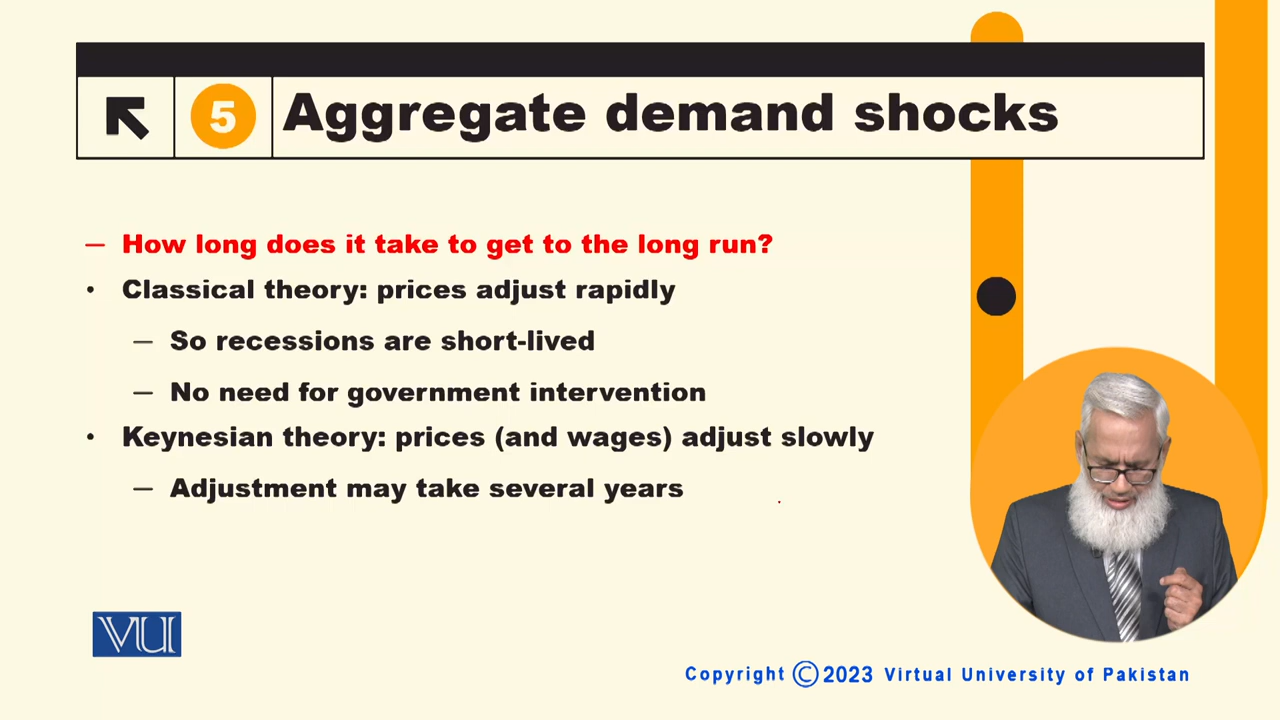 5 Aggregate demand shocks
— How long does it take to get to the long run?
• Classical theory: prices adjust rapidly
— So recessions are short-lived
— No need for government intervention
• Keynesian theory: prices (and wages) adjust slowly
— Adjustment may take several years
VU
Copyright © 2023 Virtual University of Pakistan